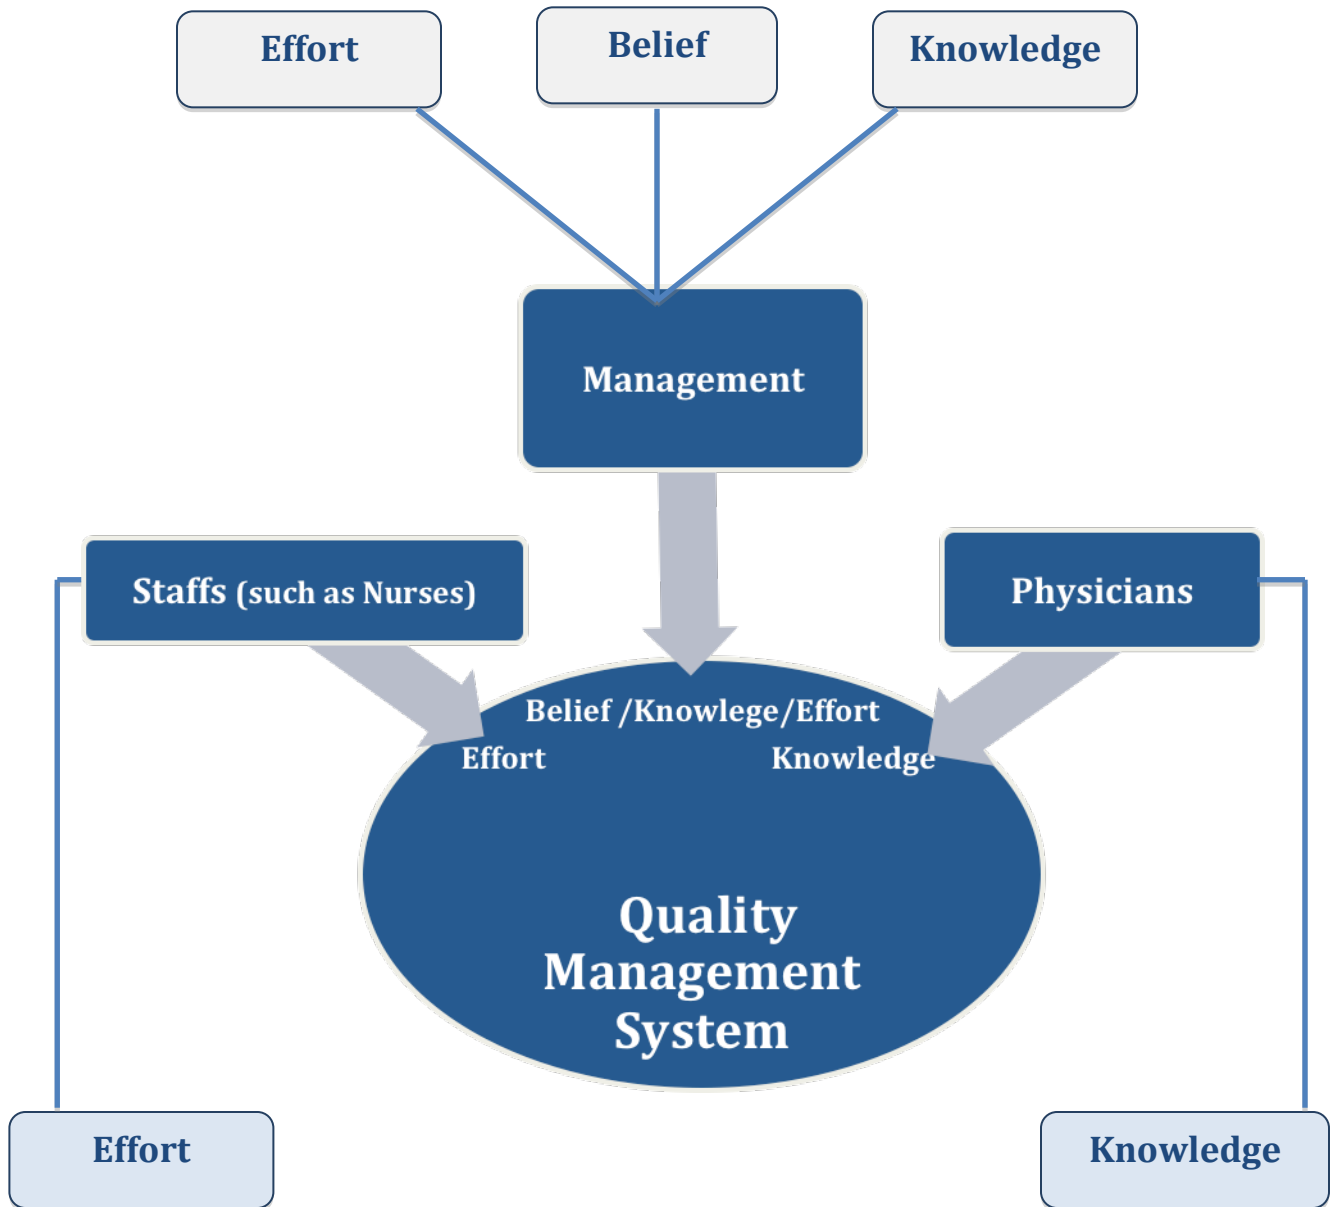 Effort
Belief
Knowledge
Management
Staffs (such as Nurses)
Physicians
Belief /Knowlege/Effort
Effort
Knowledge
Quality
Management
System
Effort
Knowledge